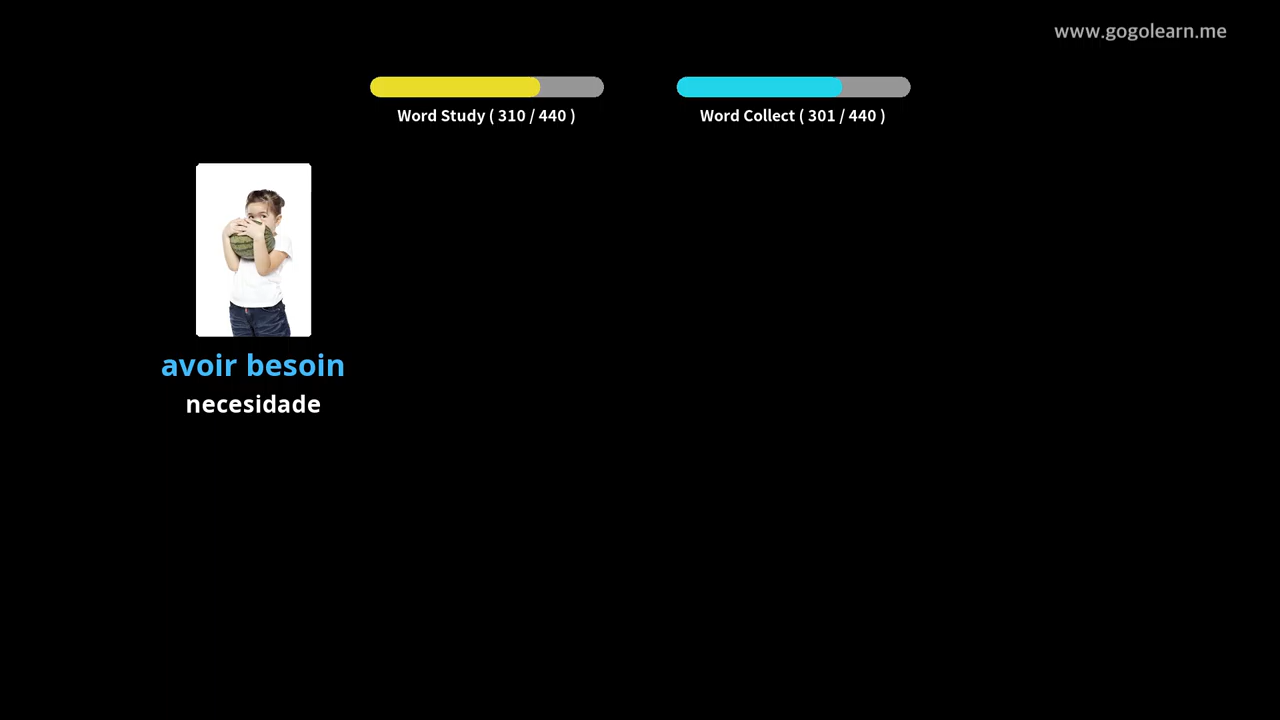 www.gogolearn.me
Word Study ( 310 / 440 )
Word Collect ( 301 / 440 )
avoir besoin
necesidade